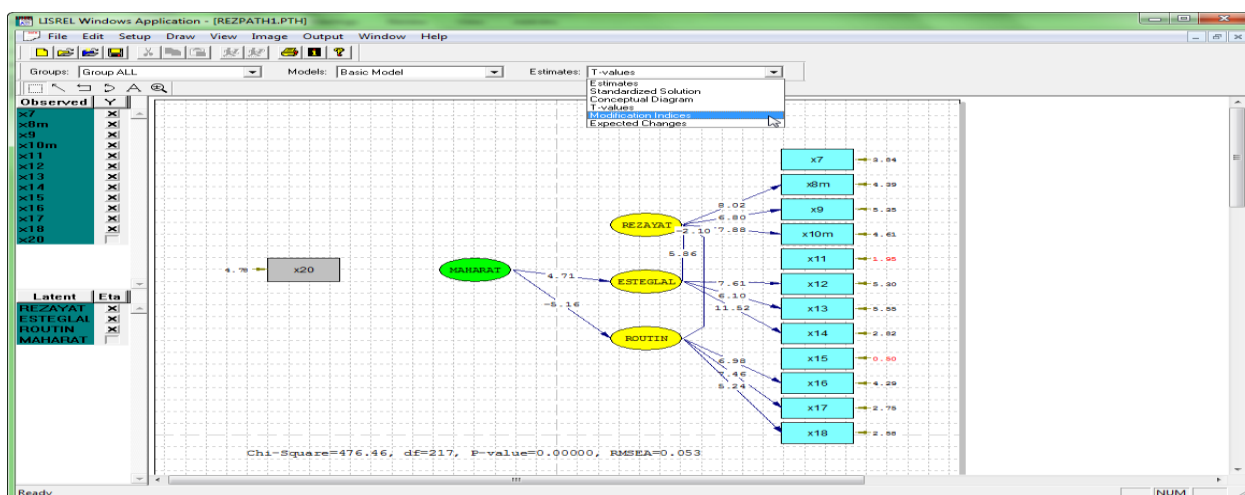 LISREL Windows Application - [REZPATH1.PTH]
File Edit Setup Draw View Image Output Window Help
Groups: Group ALL Models: Basic Model Estimates: T-values
Estimates
Standardized Solution
Conceptual Diagram
T-values
Modification Indices
Expected Changes
Observed Y
x7
x8m
x9
x10m
x11
x12
x13
x14
x15
x16
x17
x18
x20
Latent Eta
REZAYAT
ESTEGLAL
ROUTIN
MAHARAT
4.78 x20
MAHARAT
4.71
-5.16
REZAYAT
ESTEGLAL
ROUTIN
8.02
6.80
-2.10
7.88
5.86
7.61
6.10
11.52
6.98
7.46
5.24
x7 3.84
x8m 4.39
x9 5.35
x10m 4.61
x11 1.95
x12 5.30
x13 5.55
x14 2.82
x15 0.50
x16 4.29
x17 2.75
x18 2.58
Chi-Square=476.46, df=217, P-value=0.00000, RMSEA=0.053
Ready NUM